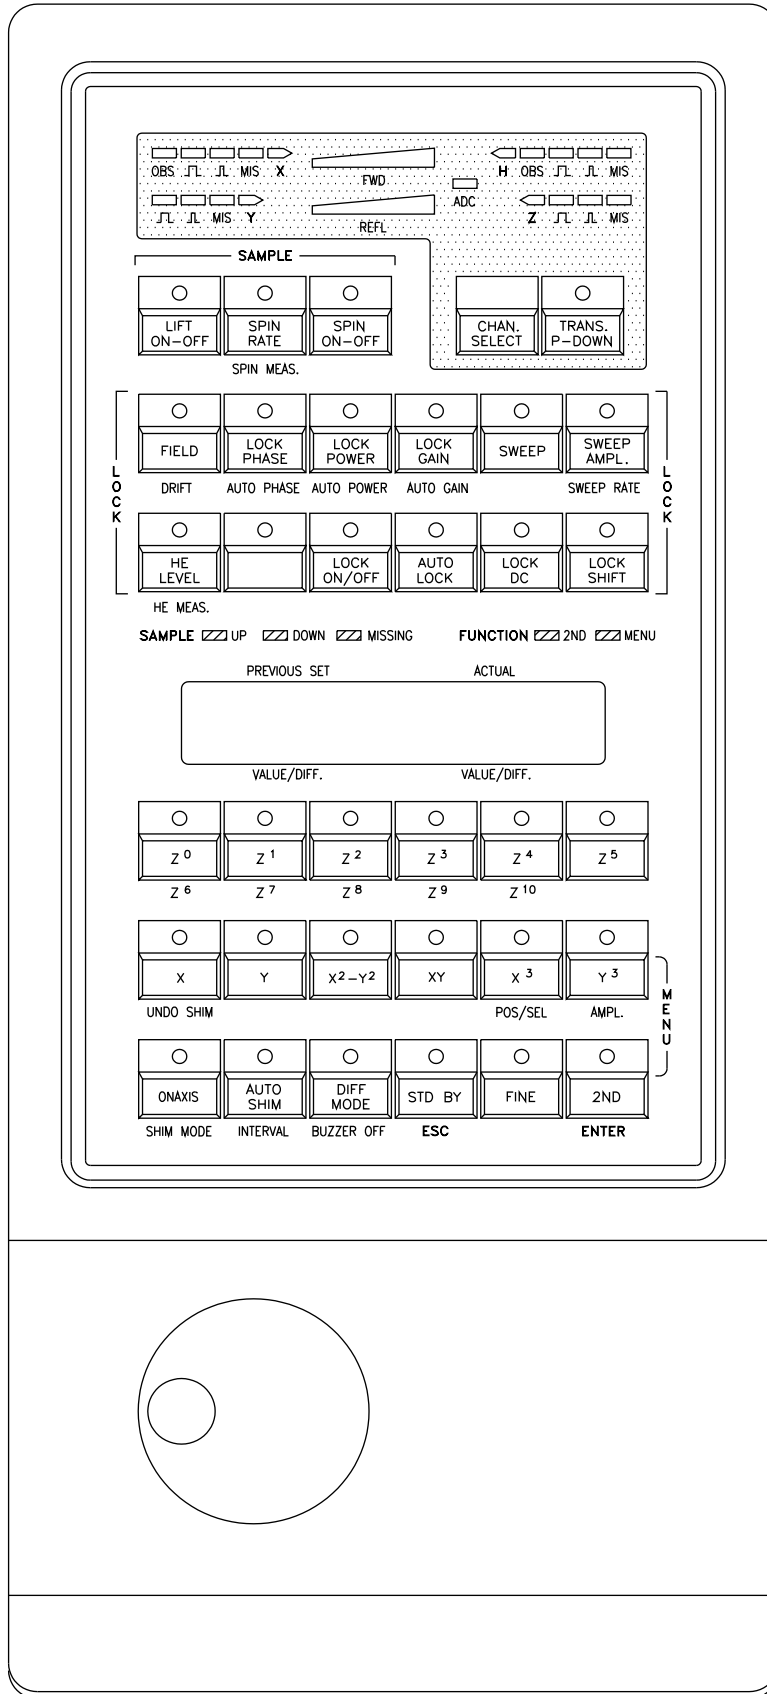 OBS MIS X FWD H OBS MIS
MIS Y REFL ADC Z MIS
SAMPLE
LIFT ON-OFF
SPIN RATE
SPIN ON-OFF
CHAN. SELECT
TRANS. P-DOWN
SPIN MEAS.
LOCK
FIELD
LOCK PHASE
LOCK POWER
LOCK GAIN
SWEEP
SWEEP AMPL.
LOCK
DRIFT AUTO PHASE AUTO POWER AUTO GAIN SWEEP RATE
HE LEVEL
LOCK ON/OFF
AUTO LOCK
LOCK DC
LOCK SHIFT
HE MEAS.
SAMPLE UP DOWN MISSING FUNCTION 2ND MENU
PREVIOUS SET ACTUAL
VALUE/DIFF. VALUE/DIFF.
Z⁰ Z¹ Z² Z³ Z⁴ Z⁵
Z⁶ Z⁷ Z⁸ Z⁹ Z¹⁰
X Y X²-Y² XY X³ Y³
UNDO SHIM POS/SEL AMPL.
MENU
ONAXIS
AUTO SHIM
DIFF MODE
STD BY
FINE
2ND
SHIM MODE INTERVAL BUZZER OFF ESC ENTER